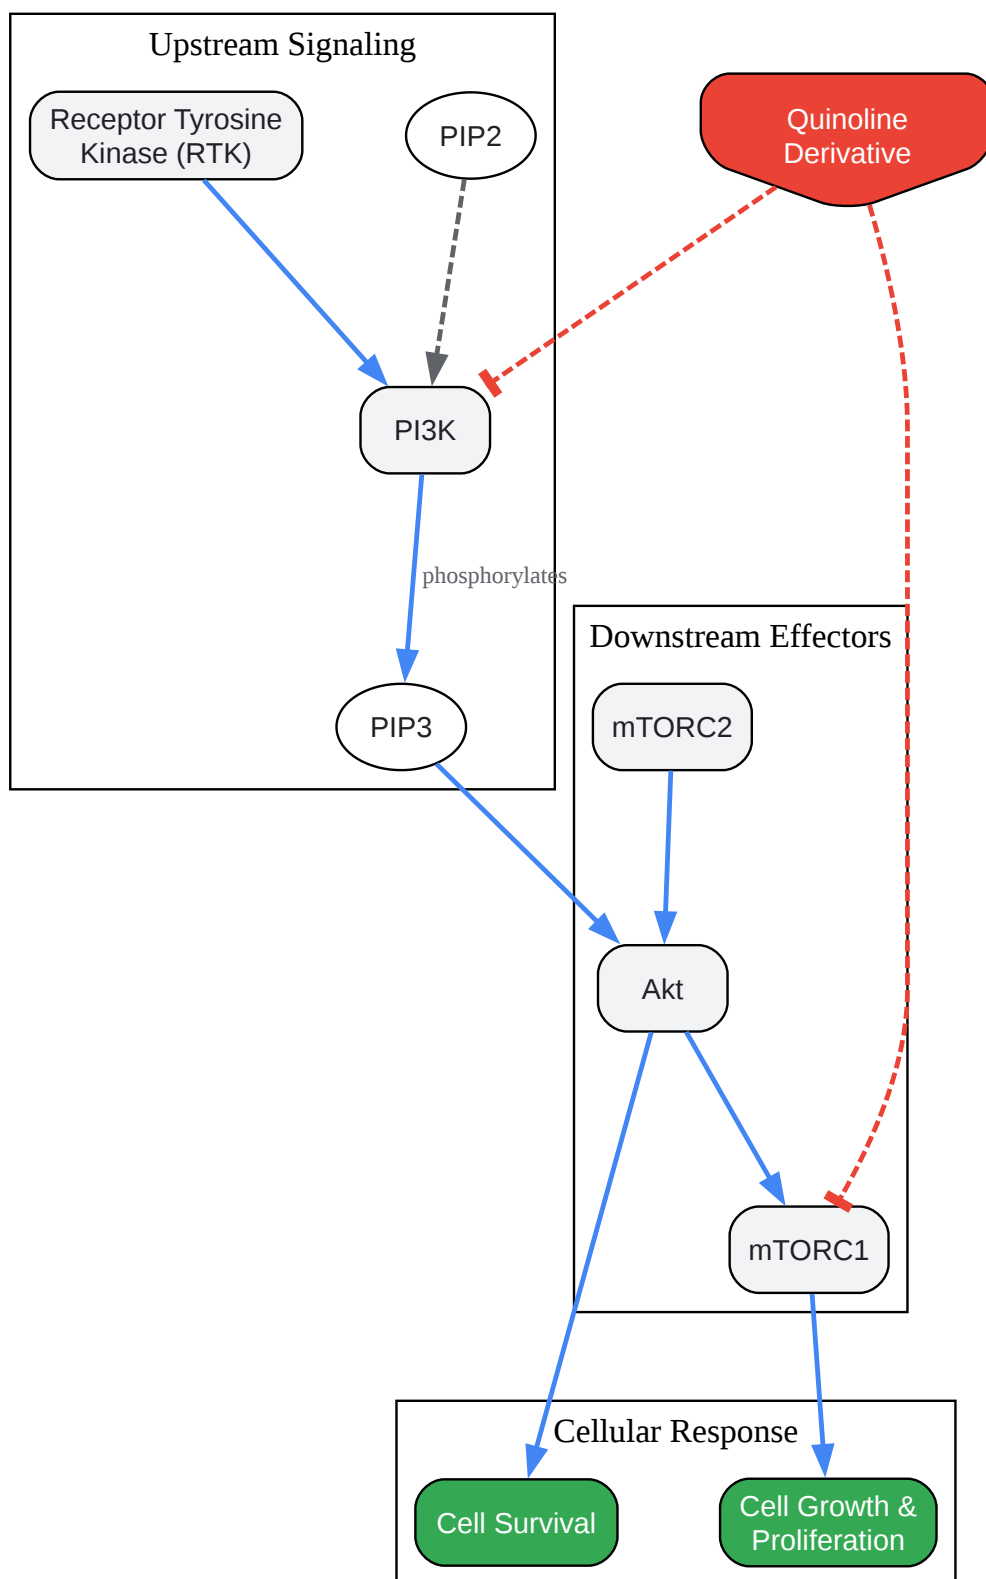 Upstream Signaling
Receptor Tyrosine
Kinase (RTK)
PIP2
Quinoline
Derivative
PI3K
phosphorylates
Downstream Effectors
mTORC2
PIP3
Akt
mTORC1
Cellular Response
Cell Survival
Cell Growth &
Proliferation